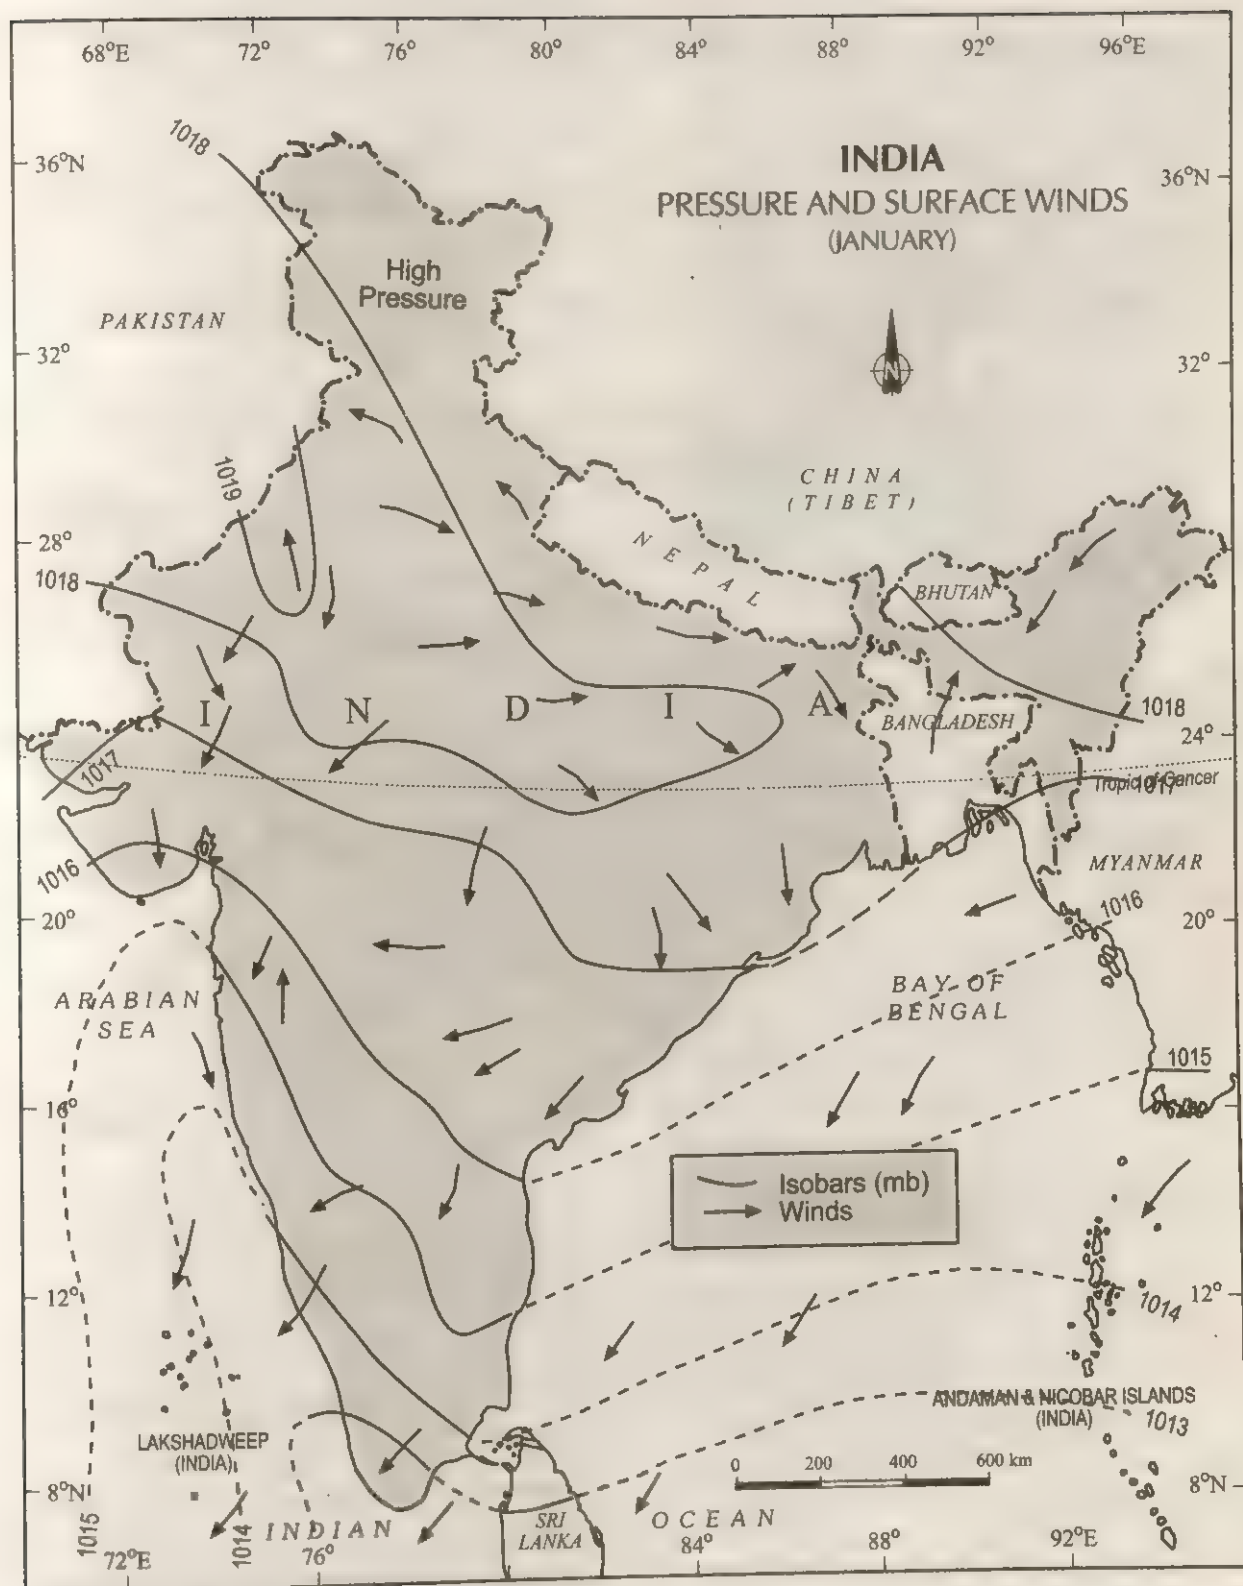 68°E 72° 76° 80° 84° 88° 92° 96°E
1018
36°N
INDIA
PRESSURE AND SURFACE WINDS
(JANUARY)
36°N
High
Pressure
PAKISTAN
N
32°
32°
1019
CHINA
(TIBET)
28°
28°
NEPAL
1018
BHUTAN
I N D I A
BANGLADESH
1018
24°
1017
Tropic of Cancer
1017
1016
MYANMAR
1016
20°
20°
ARABIAN
SEA
BAY OF
BENGAL
1015
16°
Isobars (mb)
Winds
12°
12°
1014
ANDAMAN & NICOBAR ISLANDS
(INDIA)
1013
LAKSHADWEEP
(INDIA)
0 200 400 600 km
8°N
8°N
INDIAN OCEAN
SRI
LANKA
1015
1014
72°E 76° 84° 88° 92°E